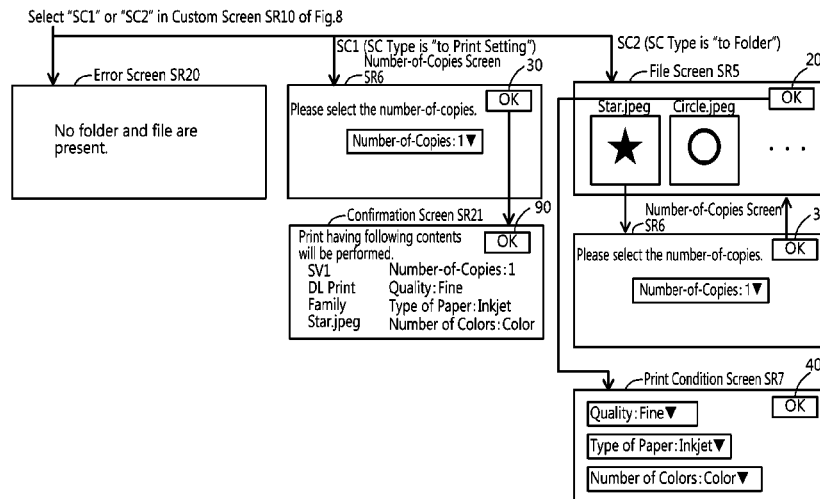 Select "SC1" or "SC2" in Custom Screen SR10 of Fig.8
Error Screen SR20
No folder and file are
present.
SC1 (SC Type is "to Print Setting")
Number-of-Copies Screen
SR6
30
OK
Please select the number-of-copies.
Number-of-Copies:1▼
Confirmation Screen SR21
90
OK
Print having following contents
will be performed.
SV1 Number-of-Copies:1
DL Print Quality:Fine
Family Type of Paper:Inkjet
Star.jpeg Number of Colors:Color
SC2 (SC Type is "to Folder")
File Screen SR5
20
OK
Star.jpeg Circle.jpeg
. . .
Number-of-Copies Screen
SR6
OK
Please select the number-of-copies.
Number-of-Copies:1▼
Print Condition Screen SR7
40
OK
Quality:Fine▼
Type of Paper:Inkjet▼
Number of Colors:Color▼